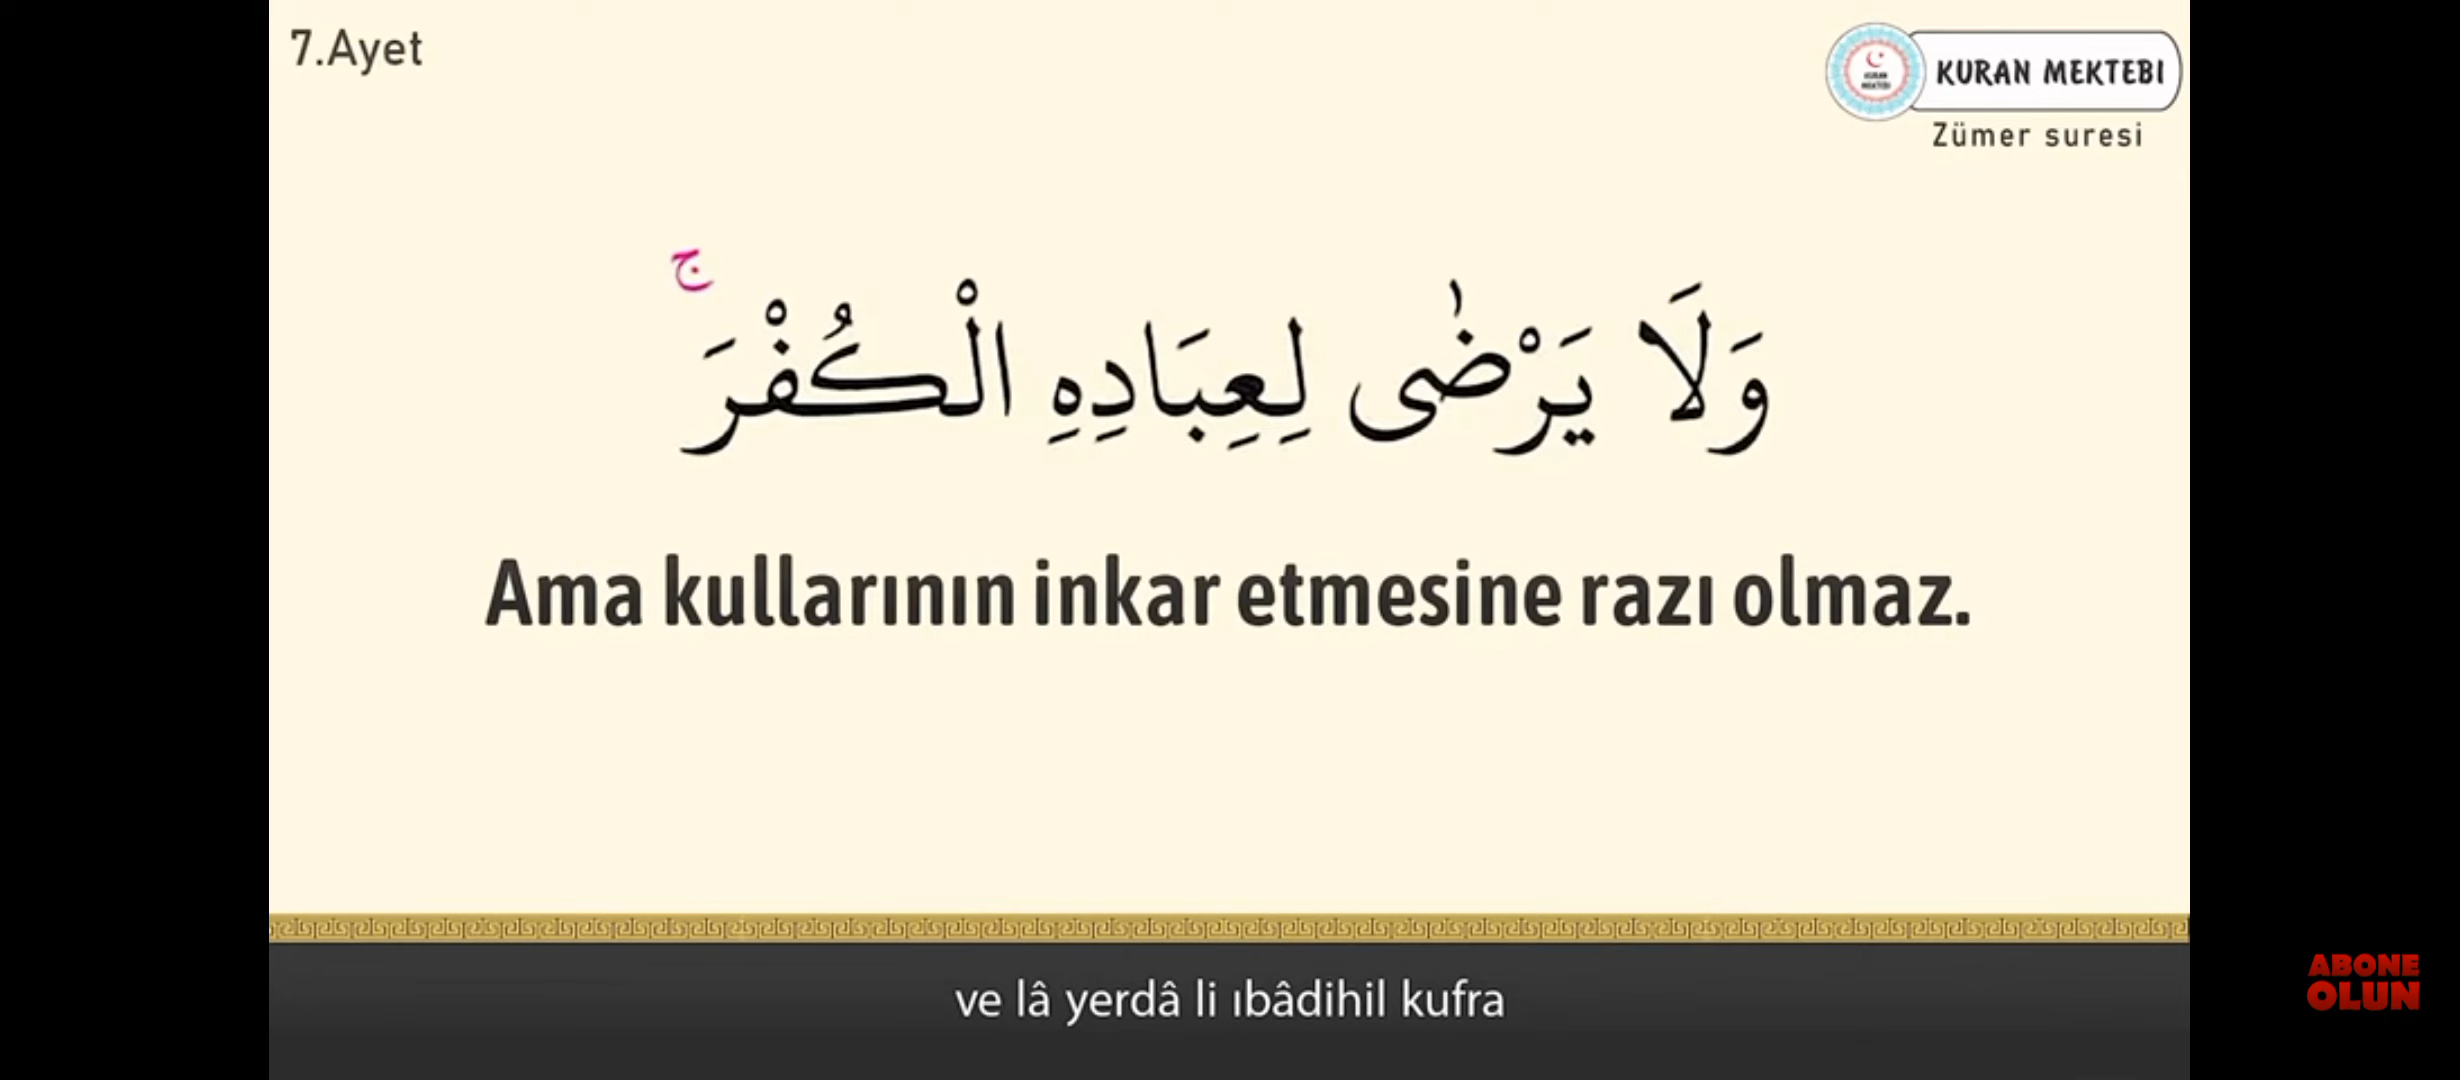 7.Ayet
KURAN MEKTEBI
Zümer suresi
وَلَا يَرْضٰى لِعِبَادِهِ الْكُفْرَ ۚ
Ama kullarının inkar etmesine razı olmaz.
ve lâ yerdâ li ıbâdihil kufra
ABONE
OLUN